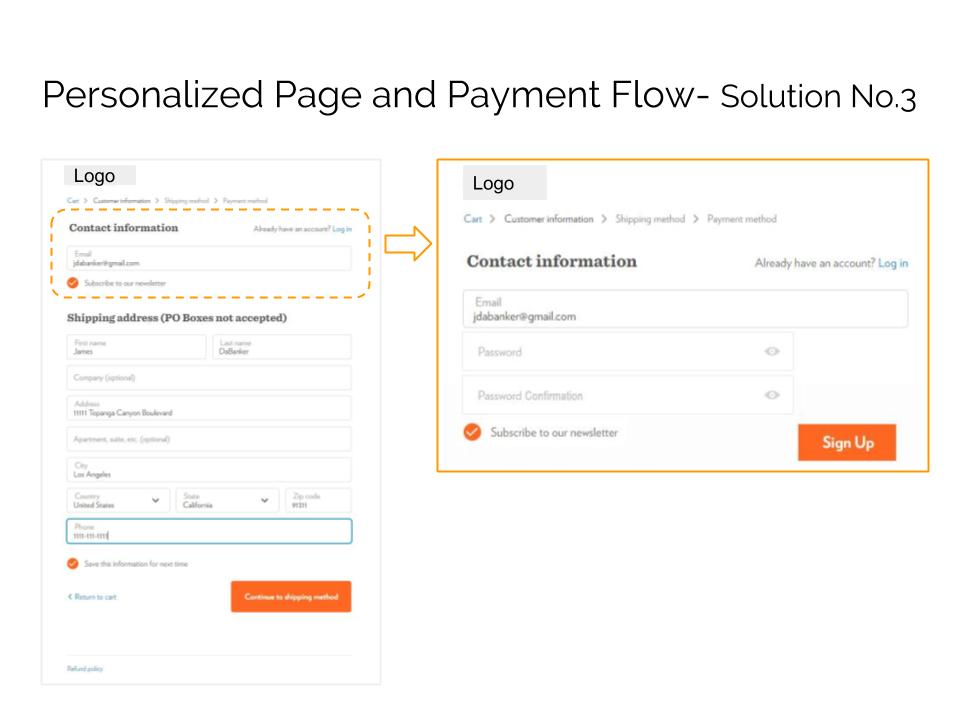 Personalized Page and Payment Flow- Solution No.3
Logo
Cart > Customer information > Shipping method > Payment method
Contact information
Already have an account? Log in
Email
jdabanker@gmail.com
Subscribe to our newsletter
Shipping address (PO Boxes not accepted)
First name
James
Last name
DaBanker
Company (optional)
Address
11111 Topanga Canyon Boulevard
Apartment, suite, etc. (optional)
City
Los Angeles
Country
United States
State
California
Zip code
91311
Phone
1111-111-1111
Save this information for next time
< Return to cart
Continue to shipping method
Refund policy
Logo
Cart > Customer information > Shipping method > Payment method
Contact information
Already have an account? Log in
Email
jdabanker@gmail.com
Password
Password Confirmation
Subscribe to our newsletter
Sign Up